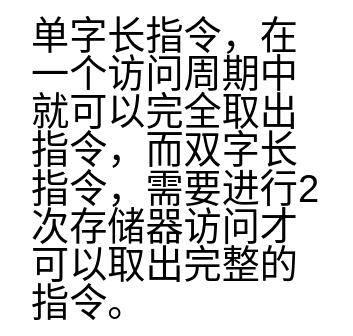 单字长指令，在
一个访问周期中
就可以完全取出
指令，而双字长
指令，需要进行2
次存储器访问才
可以取出完整的
指令。